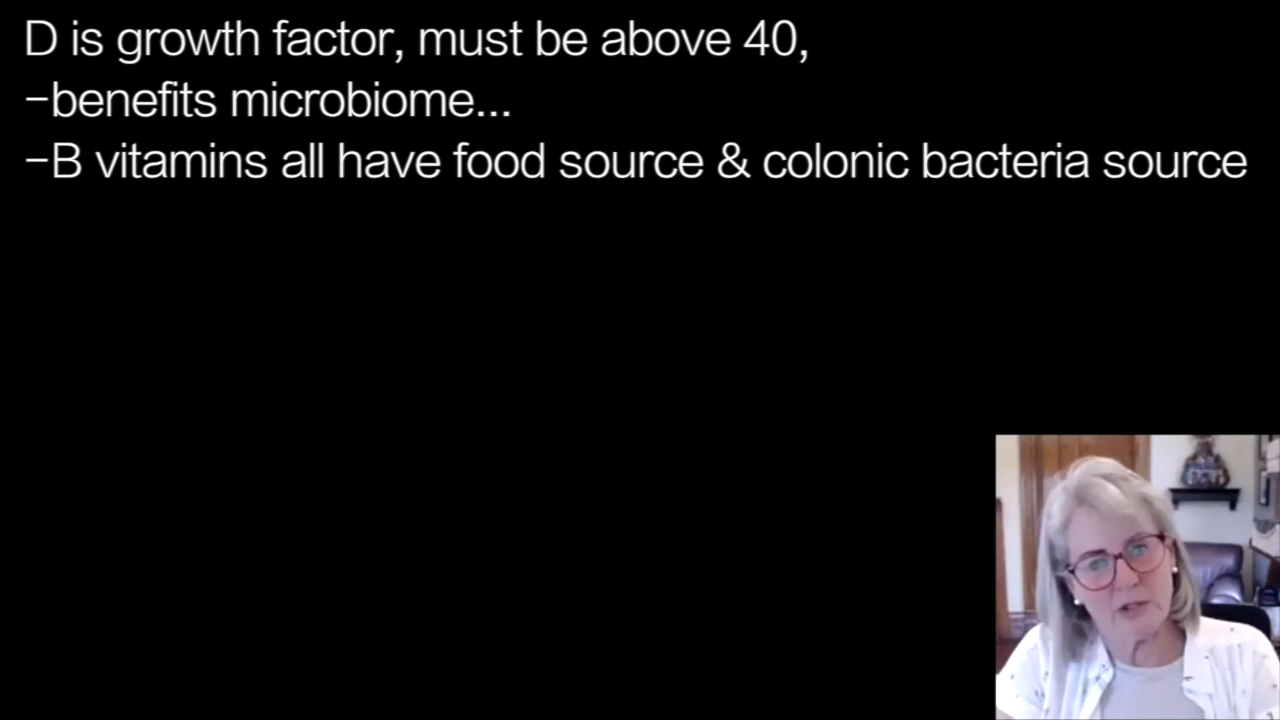 D is growth factor, must be above 40,
-benefits microbiome...
-B vitamins all have food source & colonic bacteria source